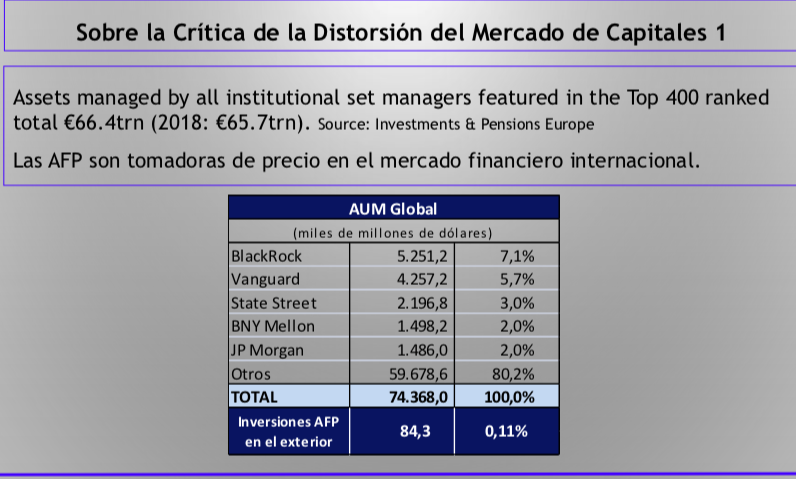 Sobre la Crítica de la Distorsión del Mercado de Capitales 1
Assets managed by all institutional set managers featured in the Top 400 ranked
total €66.4trn (2018: €65.7trn). Source: Investments & Pensions Europe
Las AFP son tomadoras de precio en el mercado financiero internacional.
AUM Global
(miles de millones de dólares)
BlackRock 5.251,2 7,1%
Vanguard 4.257,2 5,7%
State Street 2.196,8 3,0%
BNY Mellon 1.498,2 2,0%
JP Morgan 1.486,0 2,0%
Otros 59.678,6 80,2%
TOTAL 74.368,0 100,0%
Inversiones AFP
en el exterior 84,3 0,11%